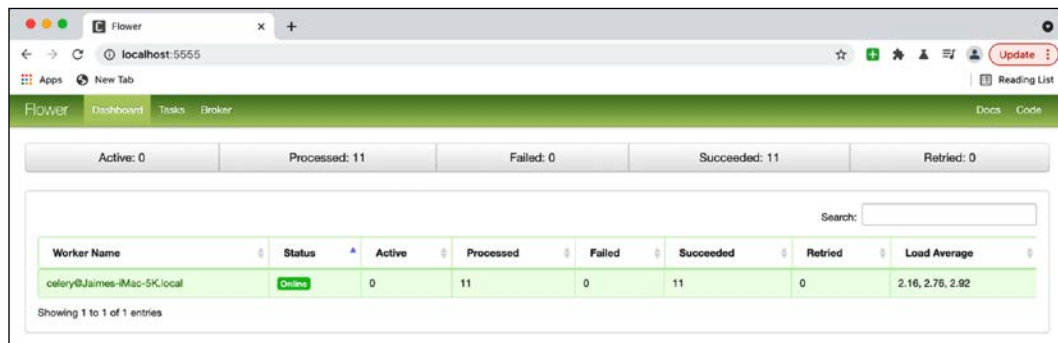 Flower
localhost:5555
Update
Apps New Tab Reading List
Flower Dashboard Tasks Broker Docs Code
Active: 0 Processed: 11 Failed: 0 Succeeded: 11 Retried: 0
Search:
Worker Name Status Active Processed Failed Succeeded Retried Load Average
celery@Jaimes-iMac-5K.local Online 0 11 0 11 0 2.16, 2.76, 2.92
Showing 1 to 1 of 1 entries